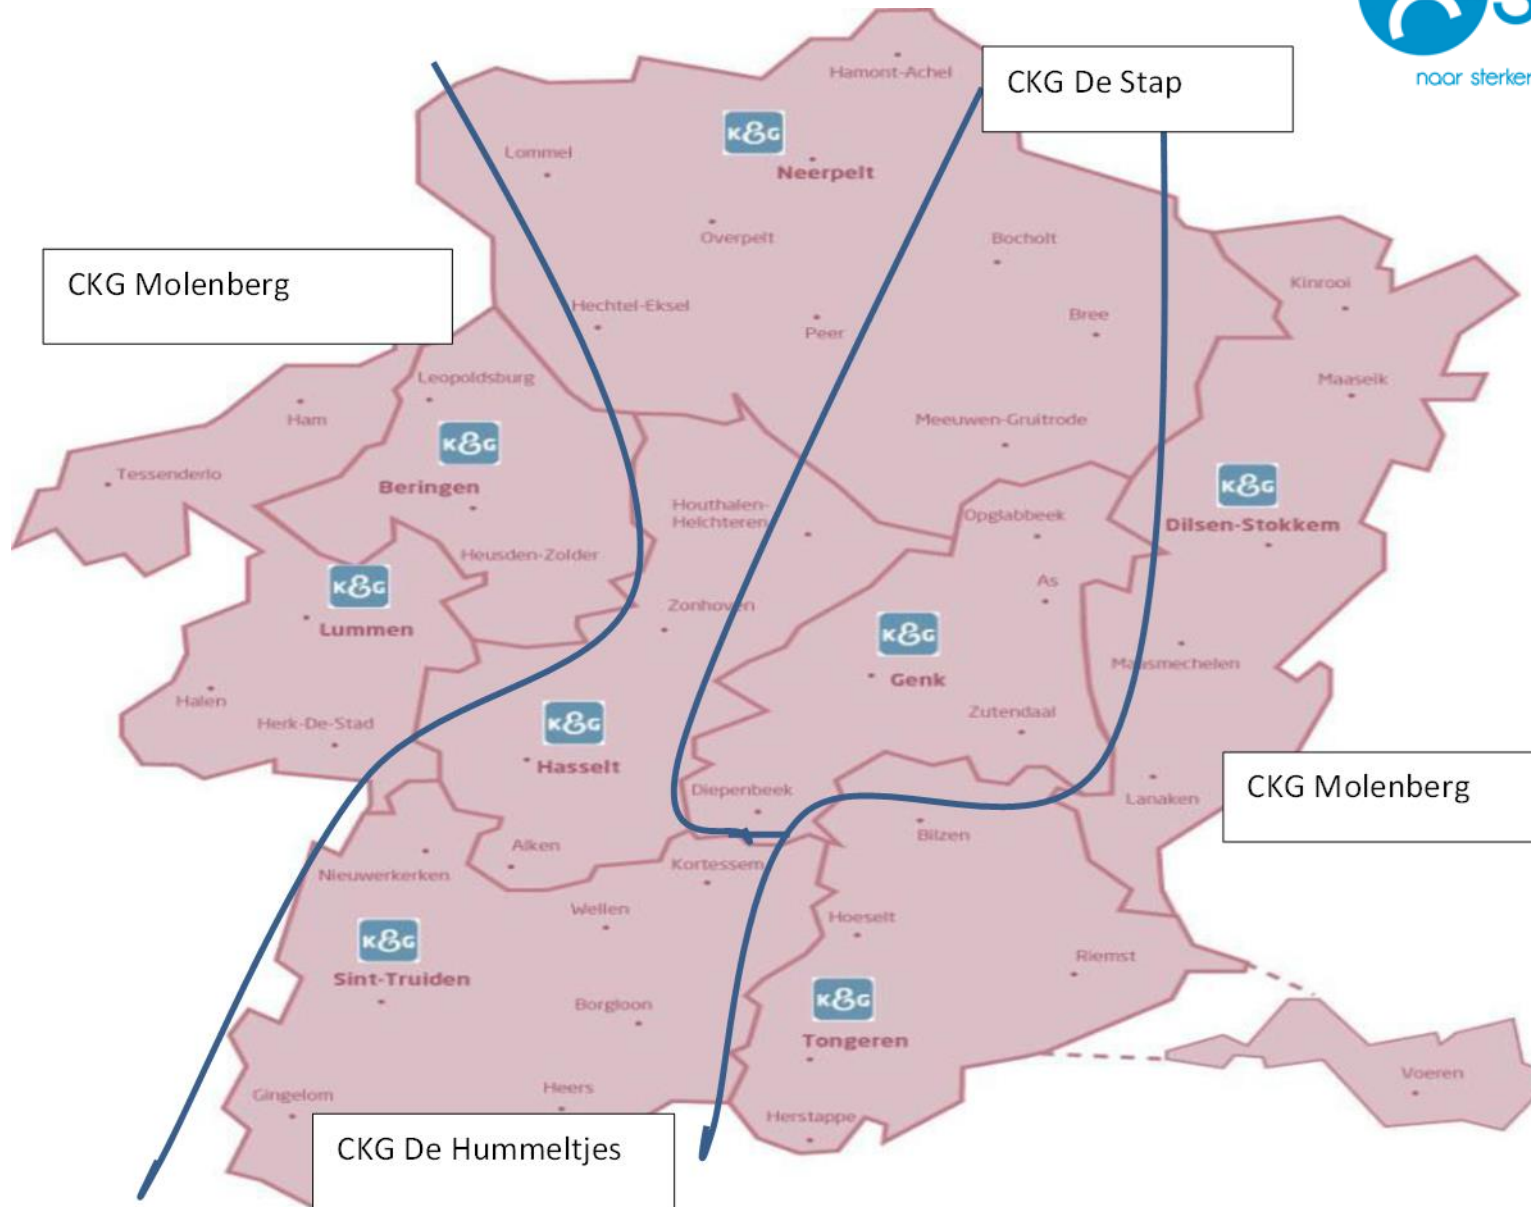 CKG De Stap
naar sterker
Hamont-Achel
K&G
Lommel
Neerpelt
Overpelt
Bocholt
CKG Molenberg
Kinrooi
Hechtel-Eksel
Peer
Bree
Leopoldsburg
Maaseik
Ham
Meeuwen-Gruitrode
K&G
Tessenderlo
Beringen
K&G
Houthalen-
Helchteren
Opglabbeek
Dilsen-Stokkem
Heusden-Zolder
K&G
As
Zonhoven
Lummen
K&G
Maasmechelen
Genk
Halen
Herk-De-Stad
K&G
Zutendaal
Hasselt
Diepenbeek
Lanaken
CKG Molenberg
Bilzen
Alken
Nieuwerkerken
Kortessem
Wellen
Hoeselt
K&G
Riemst
Sint-Truiden
K&G
Borgloon
Tongeren
Voeren
Gingelom
Heers
Herstappe
CKG De Hummeltjes